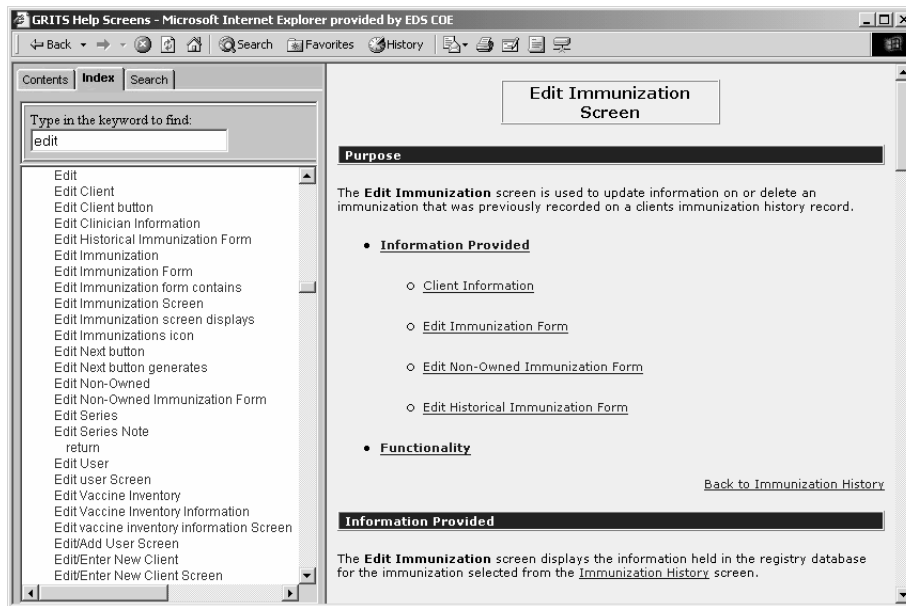 GRITS Help Screens - Microsoft Internet Explorer provided by EDS COE
Back Search Favorites History
Contents Index Search
Type in the keyword to find:
edit
Edit
Edit Client
Edit Client button
Edit Clinician Information
Edit Historical Immunization Form
Edit Immunization
Edit Immunization Form
Edit Immunization form contains
Edit Immunization Screen
Edit Immunization screen displays
Edit Immunizations icon
Edit Next button
Edit Next button generates
Edit Non-Owned
Edit Non-Owned Immunization Form
Edit Series
Edit Series Note
return
Edit User
Edit user Screen
Edit Vaccine Inventory
Edit Vaccine Inventory Information
Edit vaccine inventory information Screen
Edit/Add User Screen
Edit/Enter New Client
Edit/Enter New Client Screen
Edit Immunization
Screen
Purpose
The Edit Immunization screen is used to update information on or delete an
immunization that was previously recorded on a clients immunization history record.
Information Provided
Client Information
Edit Immunization Form
Edit Non-Owned Immunization Form
Edit Historical Immunization Form
Functionality
Back to Immunization History
Information Provided
The Edit Immunization screen displays the information held in the registry database
for the immunization selected from the Immunization History screen.